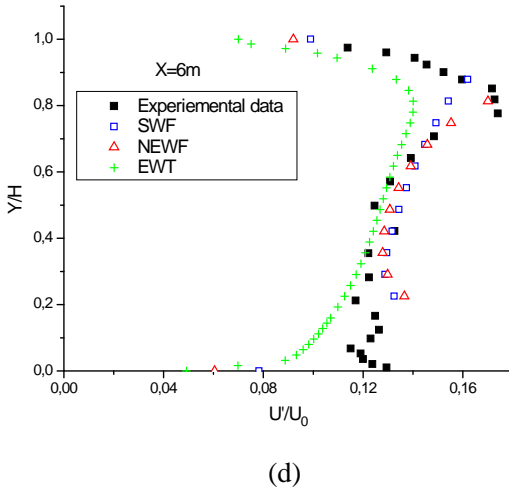 1,0
0,8
0,6
0,4
0,2
0,0
Y/H
X=6m
Experiemental data
SWF
NEWF
EWT
0,00 0,04 0,08 0,12 0,16
U'/U0
(d)